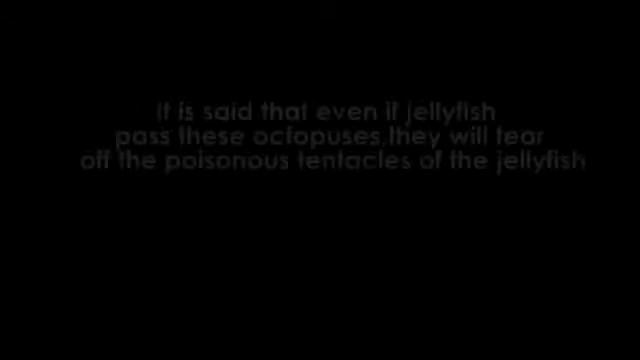 It is said that even if jellyfish
pass these octopuses,they will tear
off the poisonous tentacles of the jellyfish